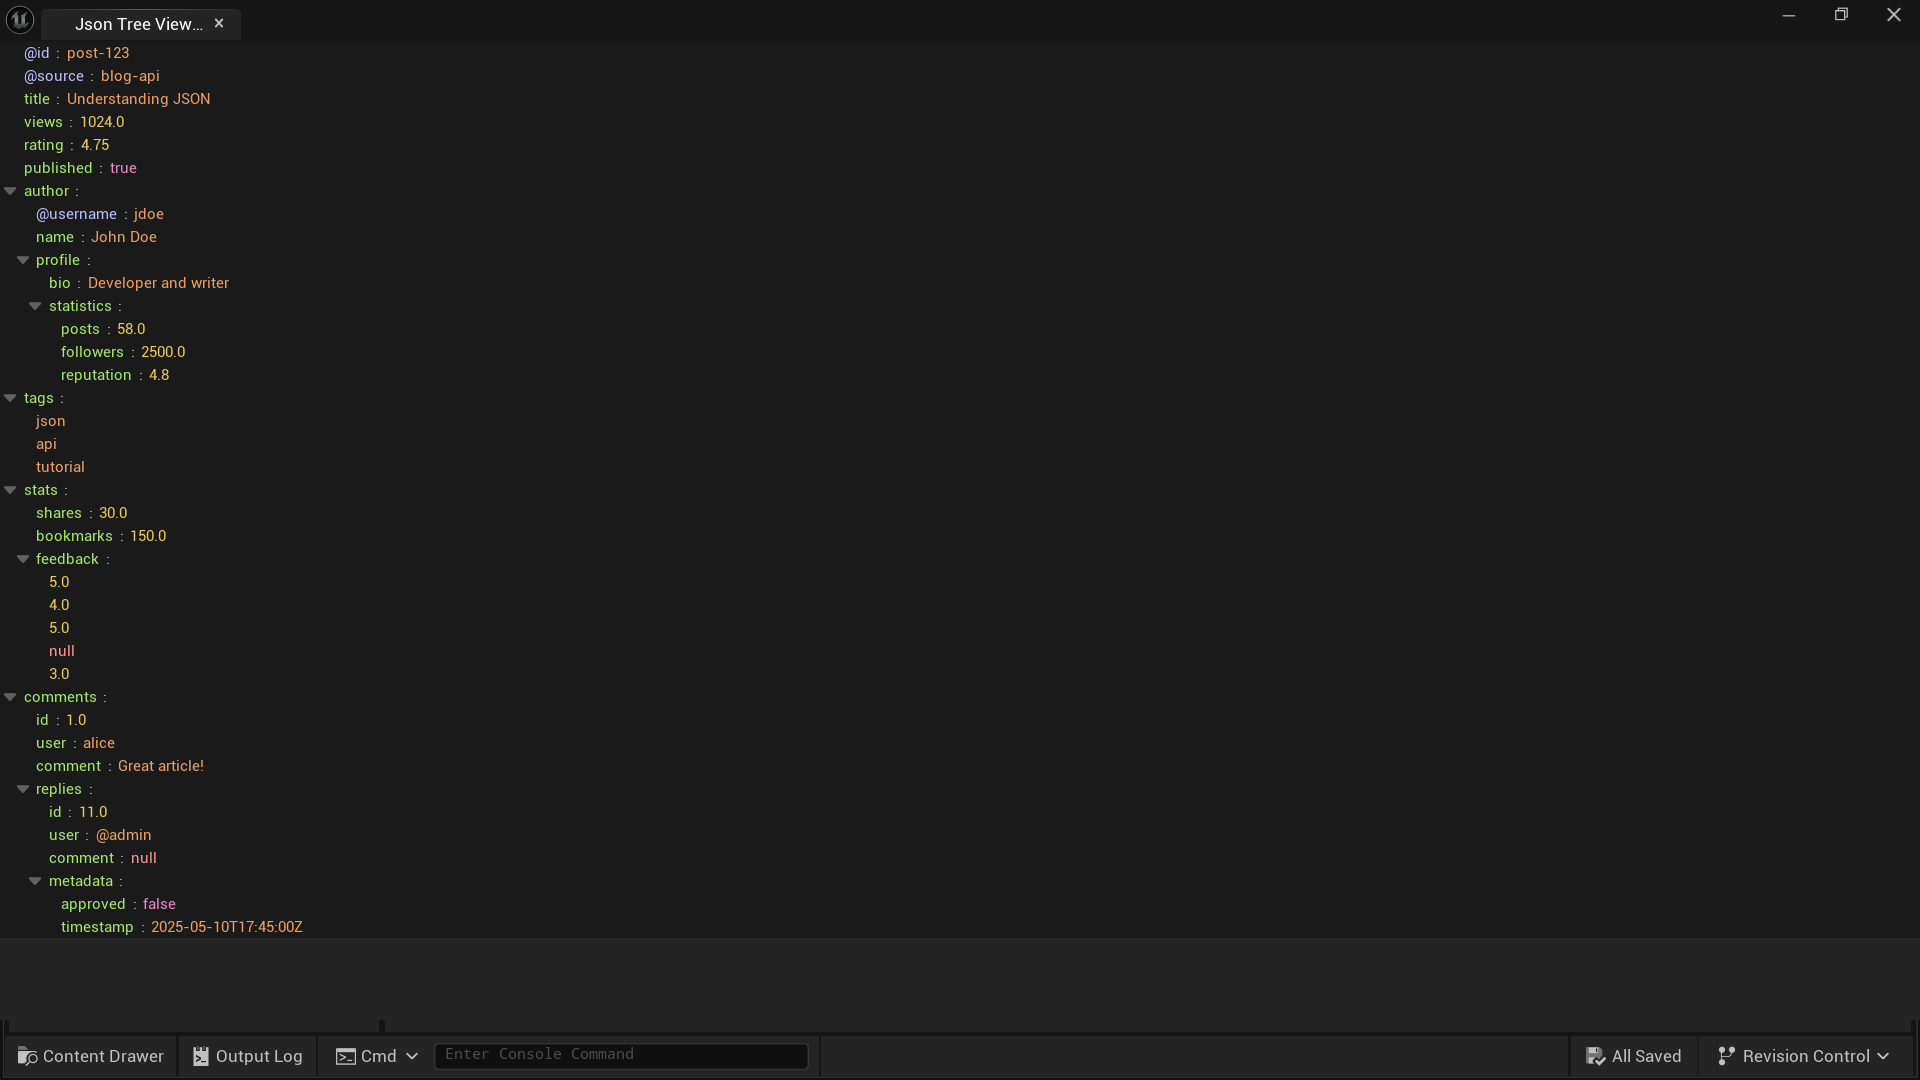 Json Tree View...
@id : post-123
@source : blog-api
title : Understanding JSON
views : 1024.0
rating : 4.75
published : true
author :
@username : jdoe
name : John Doe
profile :
bio : Developer and writer
statistics :
posts : 58.0
followers : 2500.0
reputation : 4.8
tags :
json
api
tutorial
stats :
shares : 30.0
bookmarks : 150.0
feedback :
5.0
4.0
5.0
null
3.0
comments :
id : 1.0
user : alice
comment : Great article!
replies :
id : 11.0
user : @admin
comment : null
metadata :
approved : false
timestamp : 2025-05-10T17:45:00Z
Content Drawer Output Log Cmd Enter Console Command All Saved Revision Control